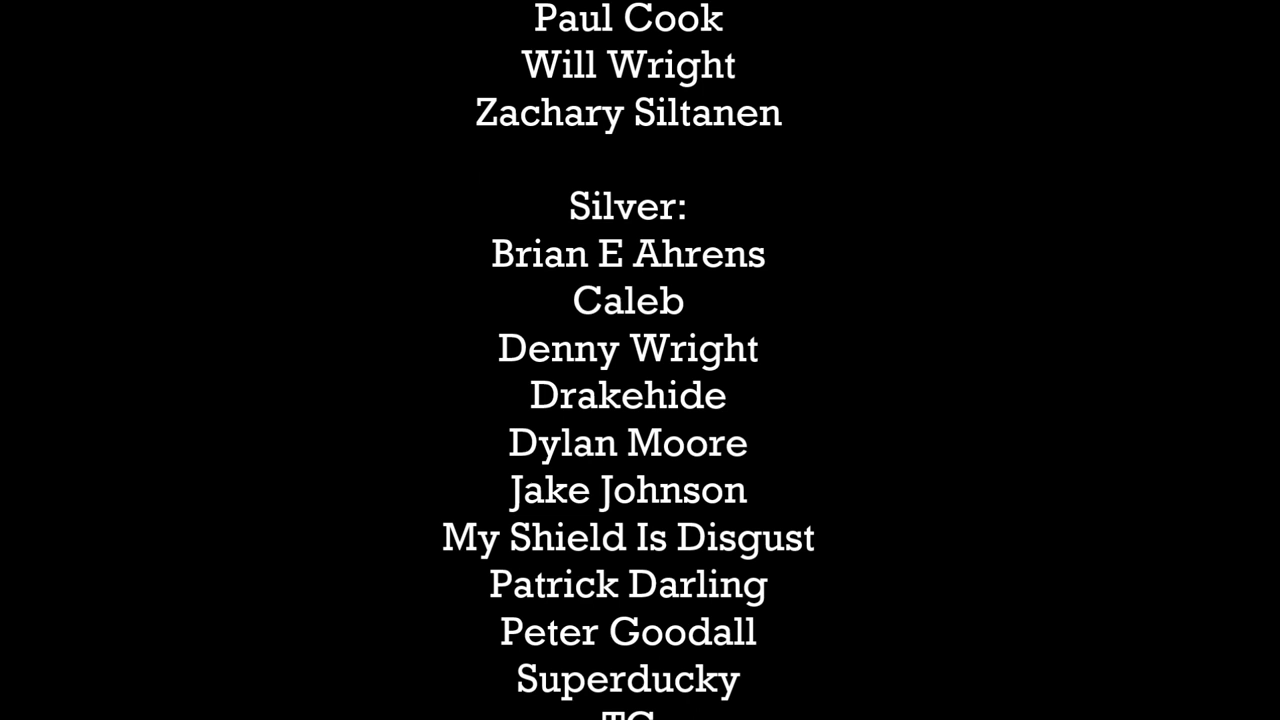 Paul Cook
Will Wright
Zachary Siltanen
Silver:
Brian E Ahrens
Caleb
Denny Wright
Drakehide
Dylan Moore
Jake Johnson
My Shield Is Disgust
Patrick Darling
Peter Goodall
Superducky